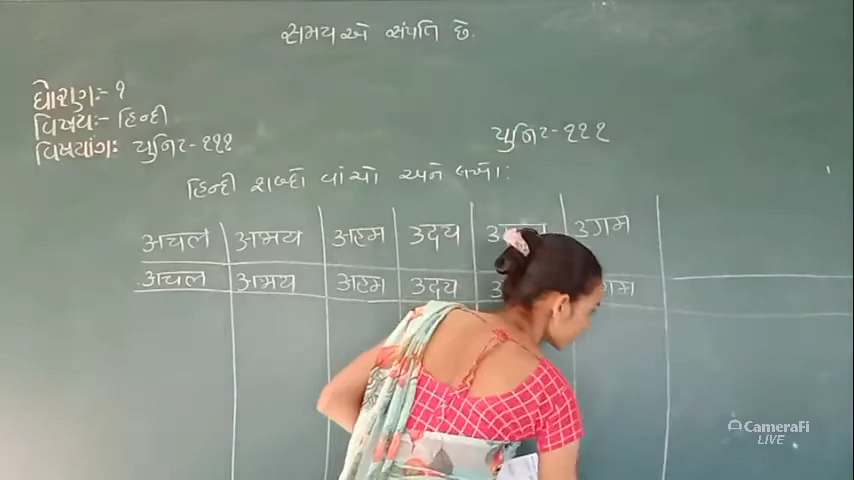 સમય એ સંપતિ છે.
ધોરણ:- ૧
વિષય:- હિન્દી
વિષયાંગ: યુનિટ-૧૧૧
યુનિટ-૧૧૧
હિન્દી શબ્દો વાંચો અને લખો:
अचल अभय अहम उदय उगम
अचल अभय अहम उदय गम
CameraFi
LIVE